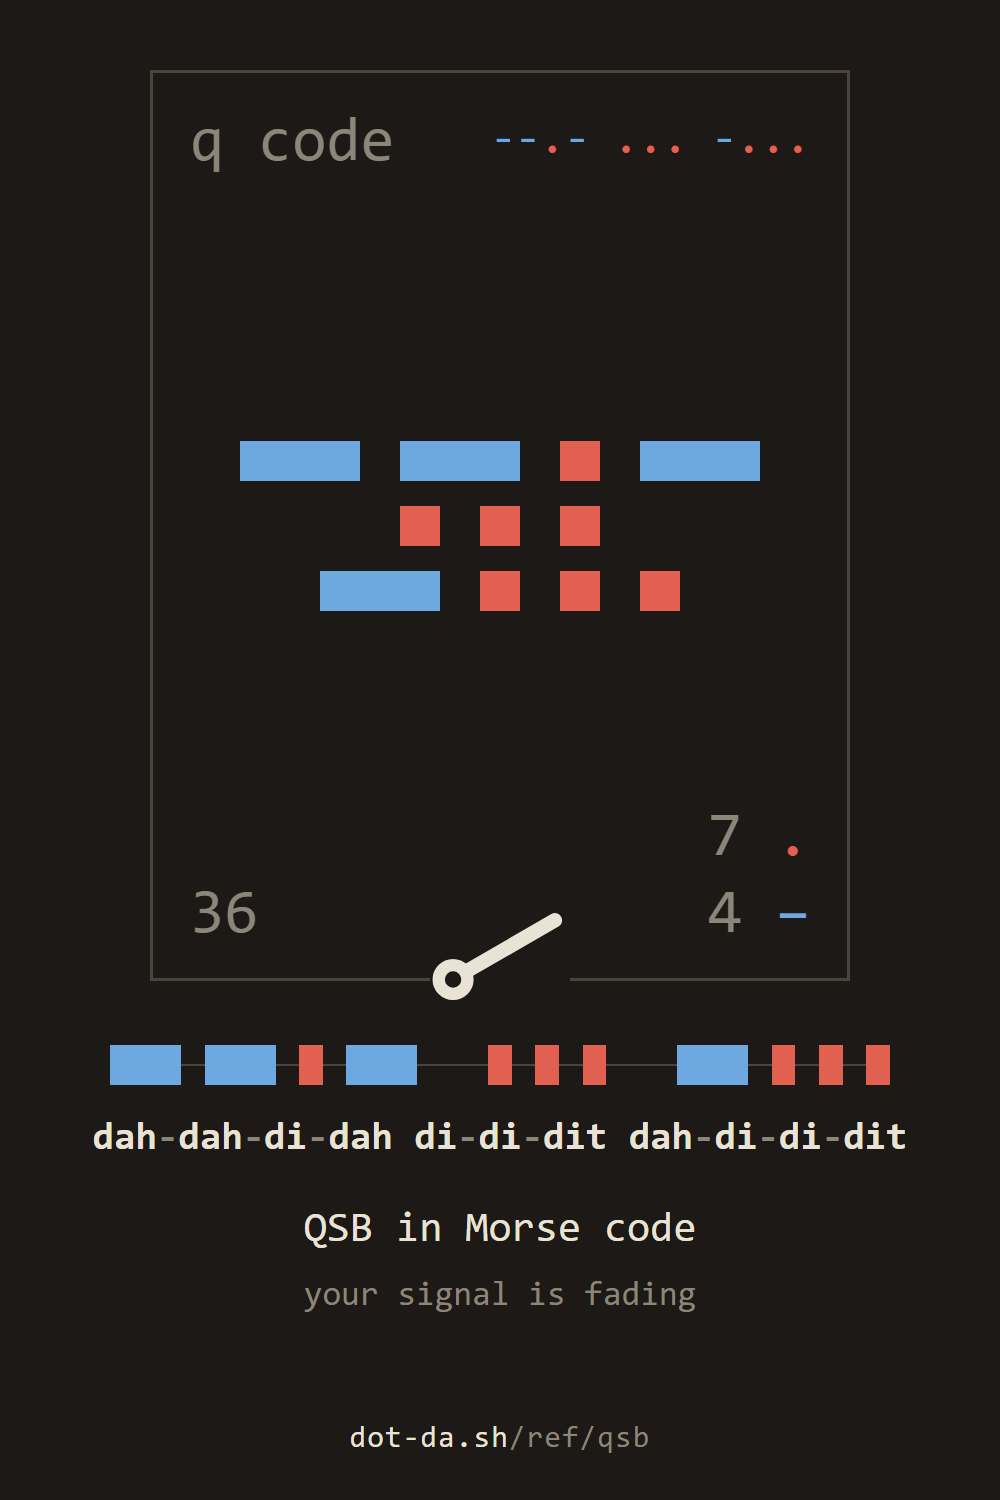 q code --.- ... -...
7 .
36 4 -
dah-dah-di-dah di-di-dit dah-di-di-dit
QSB in Morse code
your signal is fading
dot-da.sh/ref/qsb